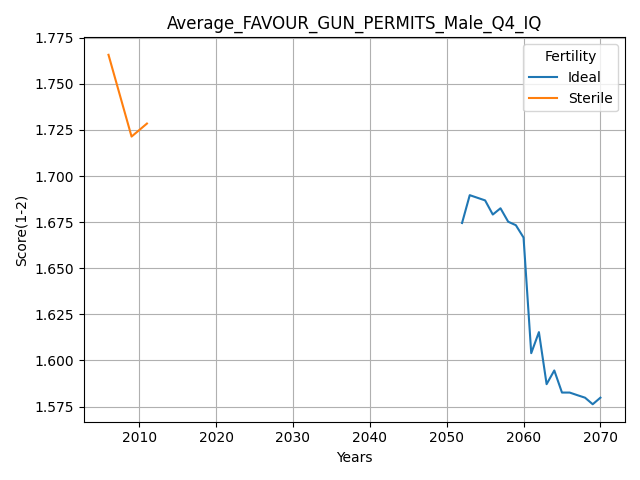 Average_FAVOUR_GUN_PERMITS_Male_Q4_IQ
1.775
1.750
1.725
1.700
1.675
1.650
1.625
1.600
1.575
Score(1-2)
Fertility
Ideal
Sterile
2010 2020 2030 2040 2050 2060 2070
Years